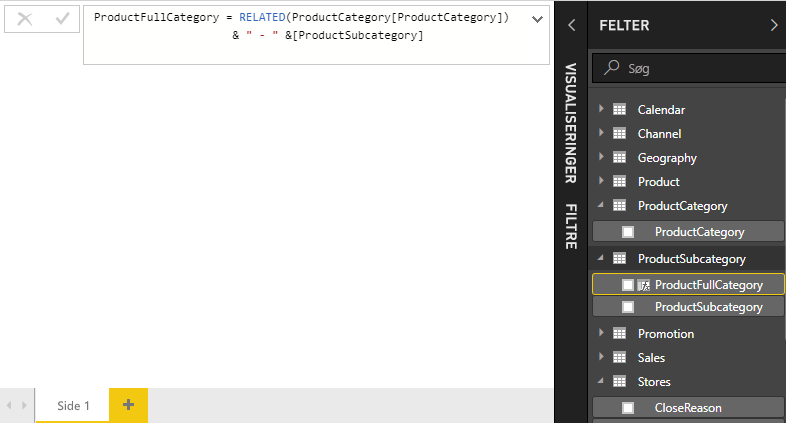 ProductFullCategory = RELATED(ProductCategory[ProductCategory])
& " - " &[ProductSubcategory]
Side 1
VISUALISERINGER
FILTRE
FELTER
Søg
Calendar
Channel
Geography
Product
ProductCategory
ProductCategory
ProductSubcategory
ProductFullCategory
ProductSubcategory
Promotion
Sales
Stores
CloseReason